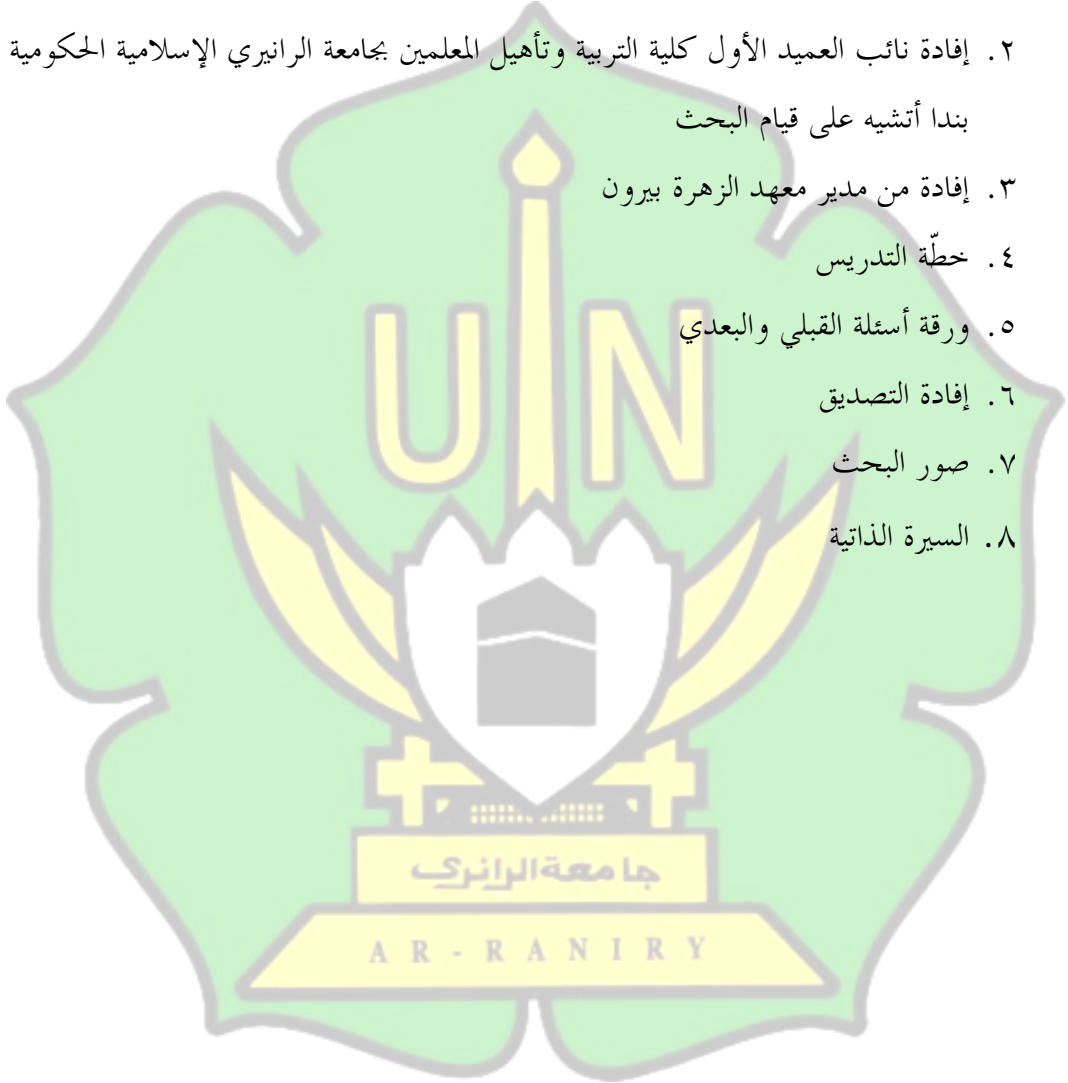 ٢. إفادة نائب العميد الأول كلية التربية وتأهيل المعلمين بجامعة الرانيري الإسلامية الحكومية
بندا أتشيه على قيام البحث
٣. إفادة من مدير معهد الزهرة بيرون
٤. خطّة التدريس
٥. ورقة أسئلة القبلي والبعدي
٦. إفادة التصديق
٧. صور البحث
٨. السيرة الذاتية
UIN
جامعة الرانري
AR-RANIRY